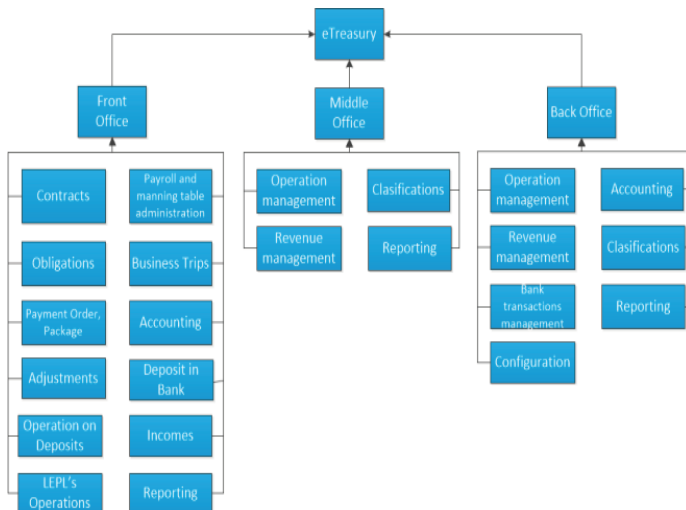 eTreasury
Front
Office
Middle
Office
Back Office
Contracts
Payroll and
manning table
administration
Obligations
Business Trips
Payment Order,
Package
Accounting
Adjustments
Deposit in
Bank
Operation on
Deposits
Incomes
LEPL's
Operations
Reporting
Operation
management
Clasifications
Revenue
management
Reporting
Operation
management
Accounting
Revenue
management
Clasifications
Bank
transactions
management
Reporting
Configuration